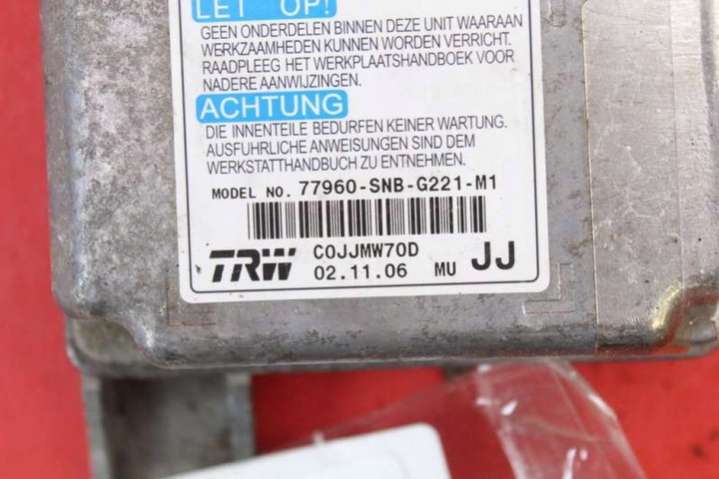 LET OP!
GEEN ONDERDELEN BINNEN DEZE UNIT WAARAAN
WERKZAAMHEDEN KUNNEN WORDEN VERRICHT.
RAADPLEEG HET WERKPLAATSHANDBOEK VOOR
NADERE AANWIJZINGEN.
ACHTUNG
DIE INNENTEILE BEDURFEN KEINER WARTUNG.
AUSFUHRLICHE ANWEISUNGEN SIND DEM
WERKSTATTHANDBUCH ZU ENTNEHMEN.
MODEL NO. 77960-SNB-G221-M1
TRW C0JJMW70D
02.11.06 MU JJ